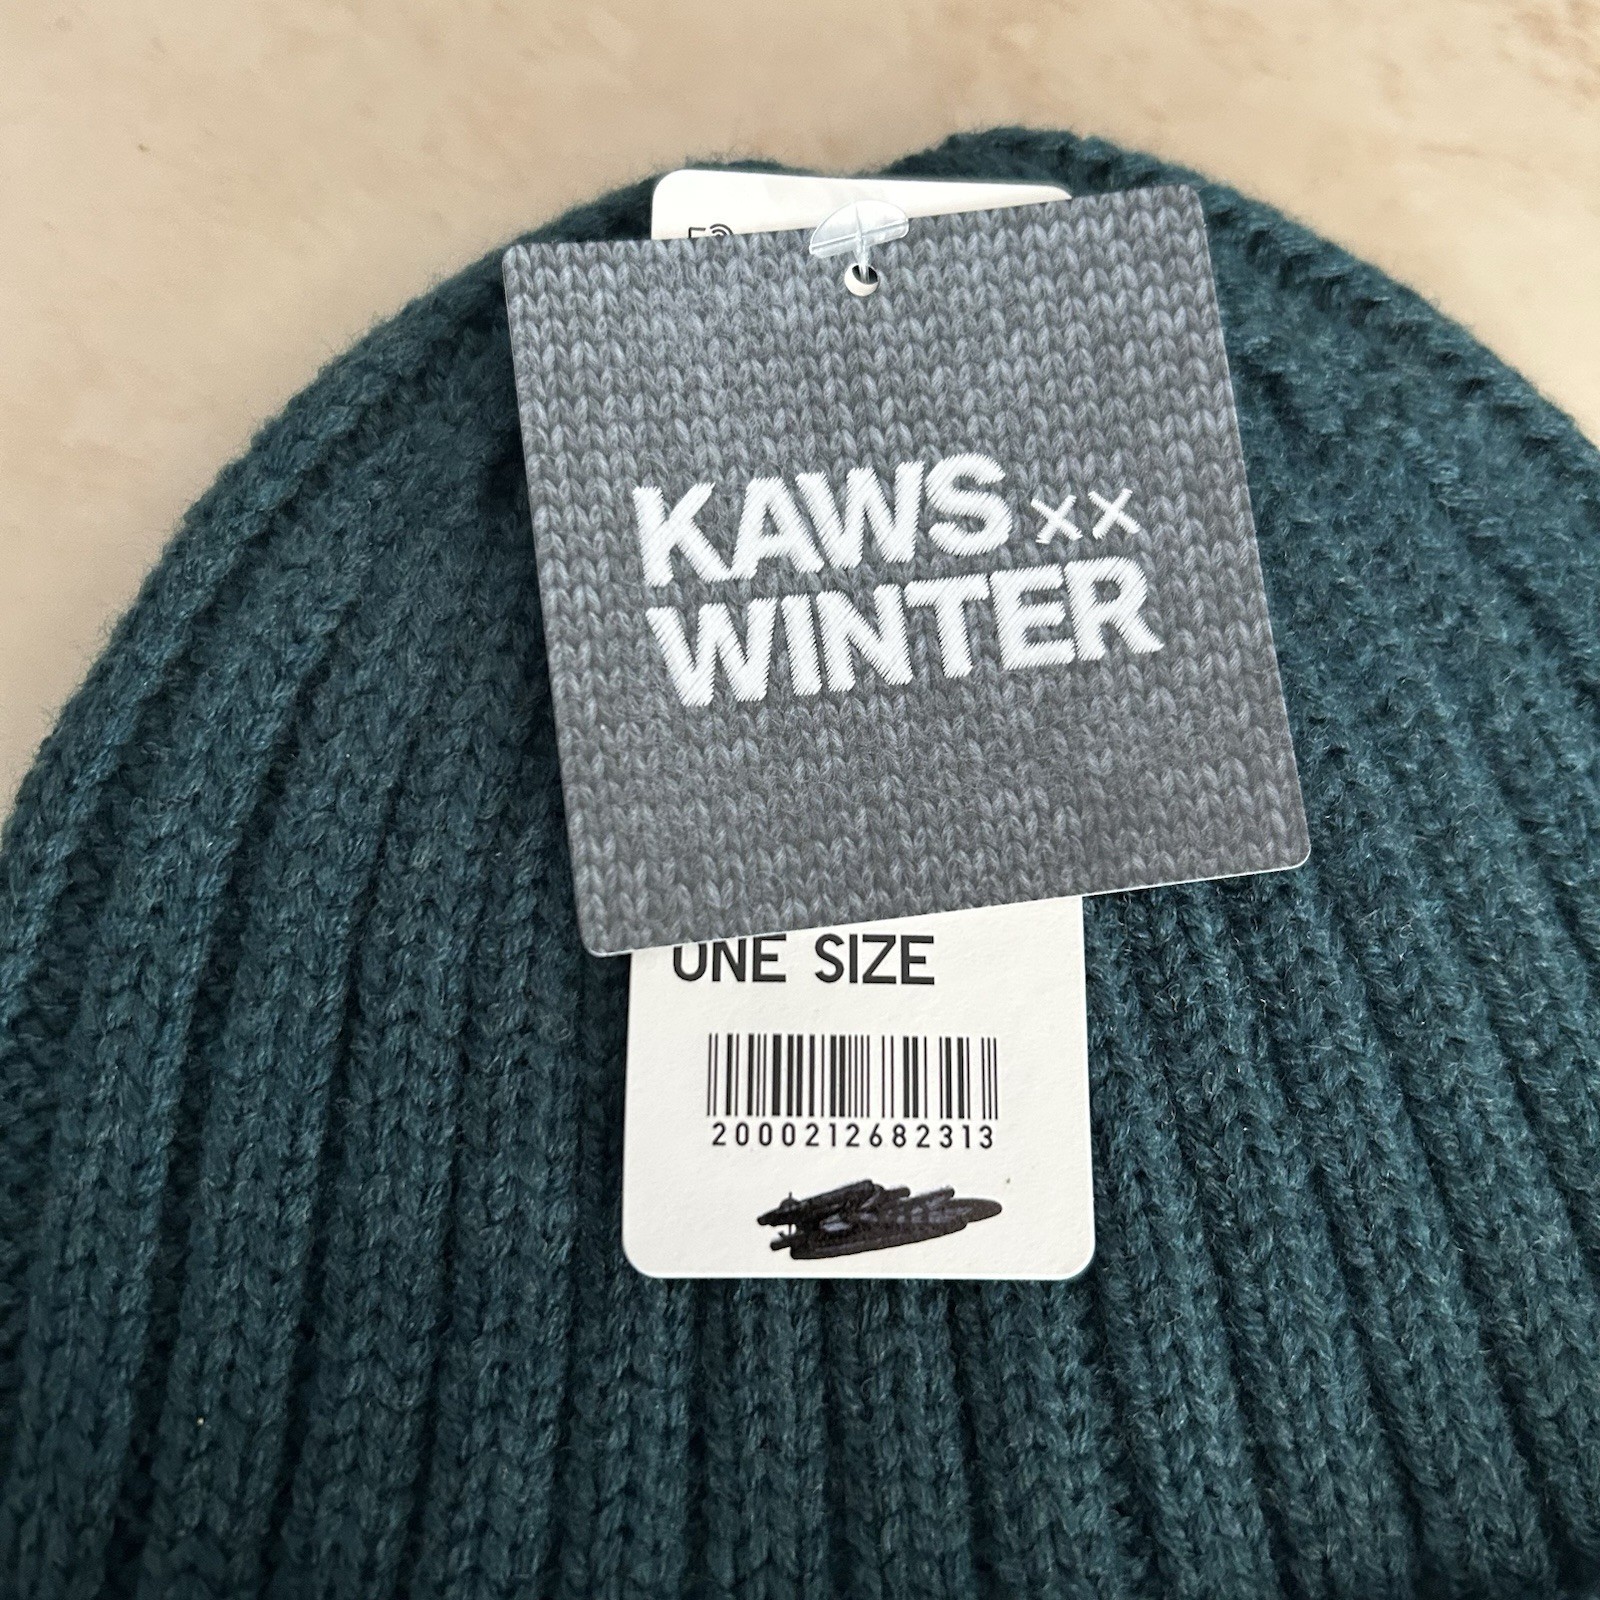 KAWS XX
WINTER
ONE SIZE
2000212682313